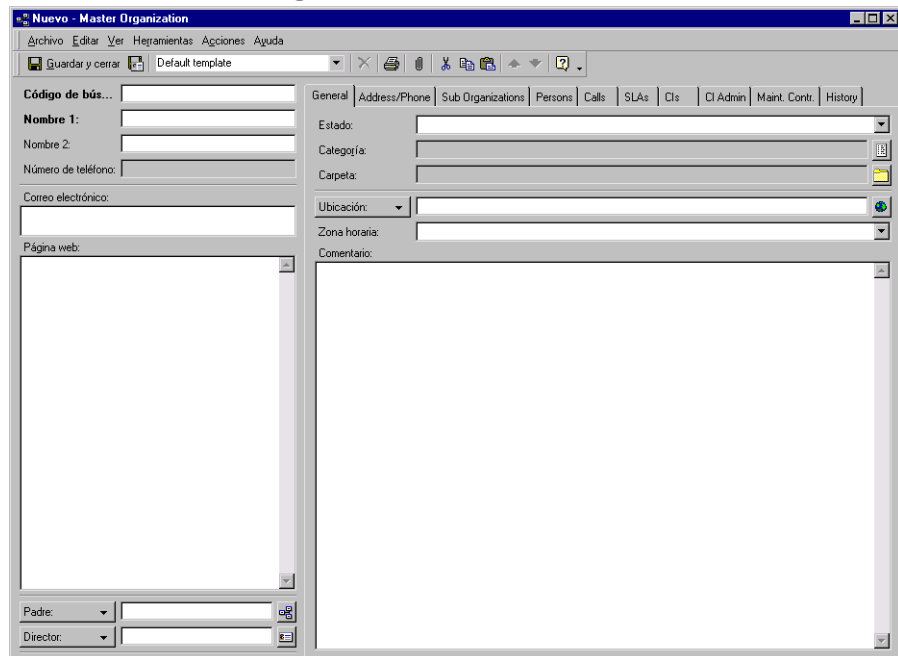 Nuevo - Master Organization
Archivo Editar Ver Herramientas Acciones Ayuda
Guardar y cerrar Default template
Código de bús...
Nombre 1:
Nombre 2:
Número de teléfono:
Correo electrónico:
Página web:
Padre:
Director:
General Address/Phone Sub Organizations Persons Calls SLAs CIs CI Admin Maint. Contr. History
Estado:
Categoría:
Carpeta:
Ubicación:
Zona horaria:
Comentario: